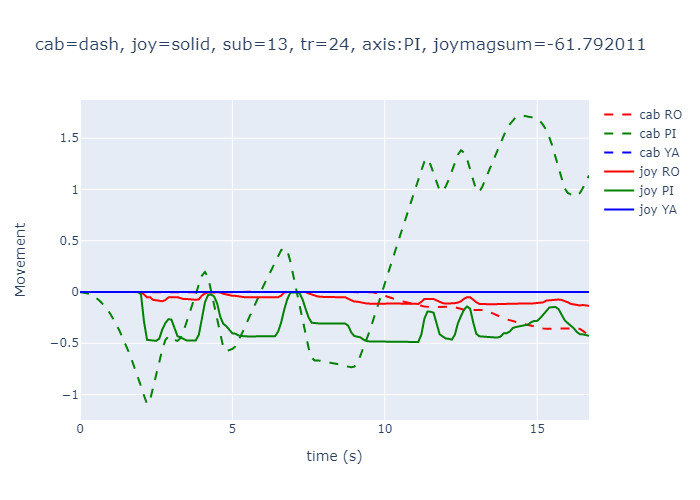 cab=dash, joy=solid, sub=13, tr=24, axis:PI, joymagsum=-61.792011
Movement
1.5
1
0.5
0
−0.5
−1
0
5
10
15
time (s)
cab RO
cab PI
cab YA
joy RO
joy PI
joy YA